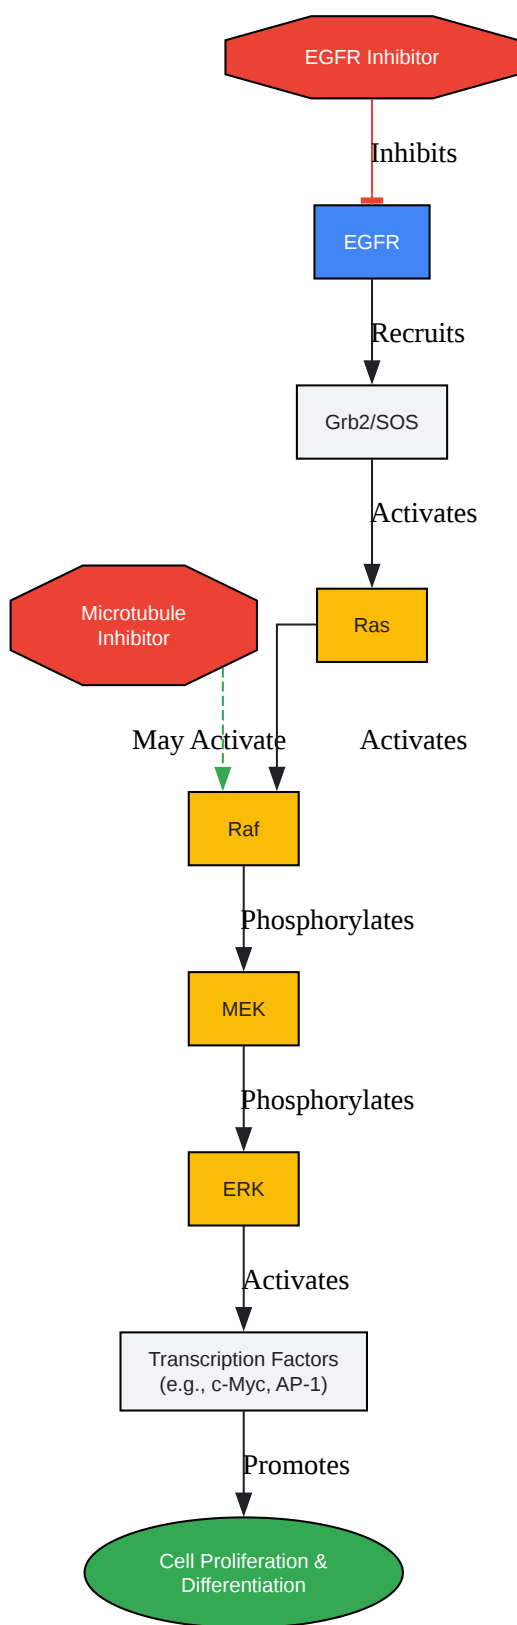 EGFR Inhibitor
Inhibits
EGFR
Recruits
Grb2/SOS
Activates
Microtubule
Inhibitor
Ras
May Activate
Activates
Raf
Phosphorylates
MEK
Phosphorylates
ERK
Activates
Transcription Factors
(e.g., c-Myc, AP-1)
Promotes
Cell Proliferation &
Differentiation